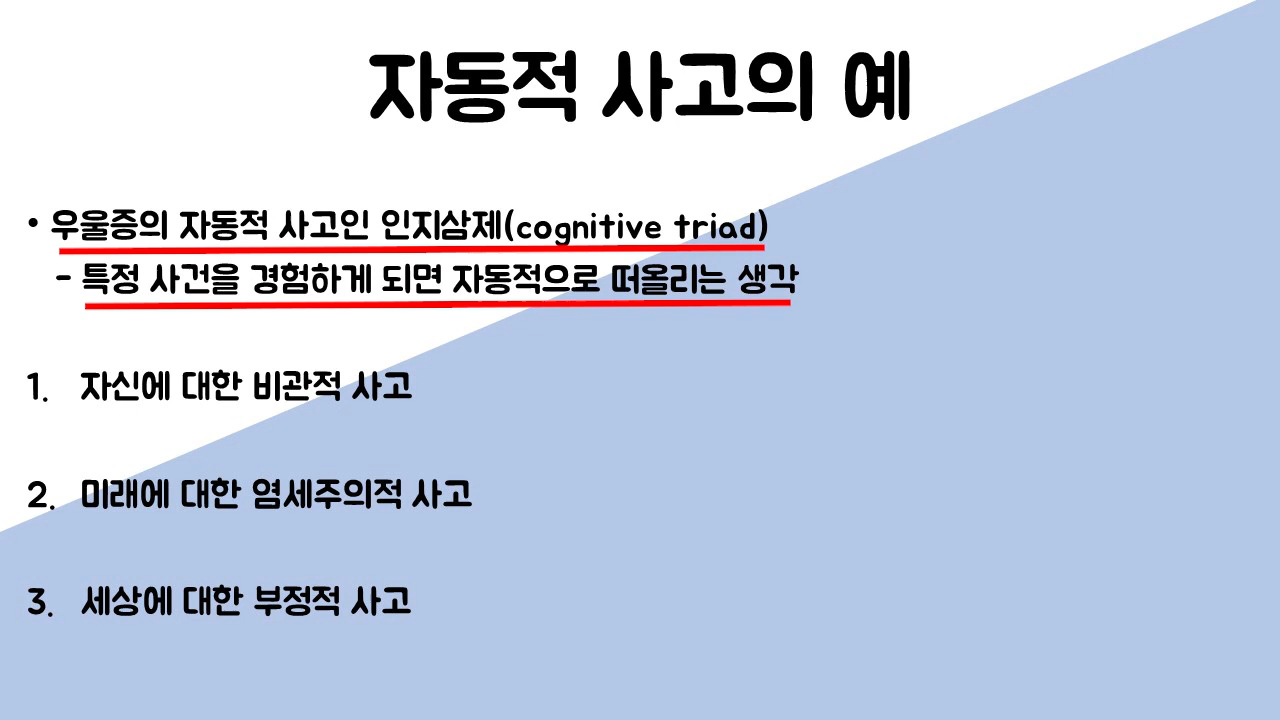 자동적 사고의 예
• 우울증의 자동적 사고인 인지삼제(cognitive triad)
- 특정 사건을 경험하게 되면 자동적으로 떠올리는 생각
1. 자신에 대한 비관적 사고
2. 미래에 대한 염세주의적 사고
3. 세상에 대한 부정적 사고